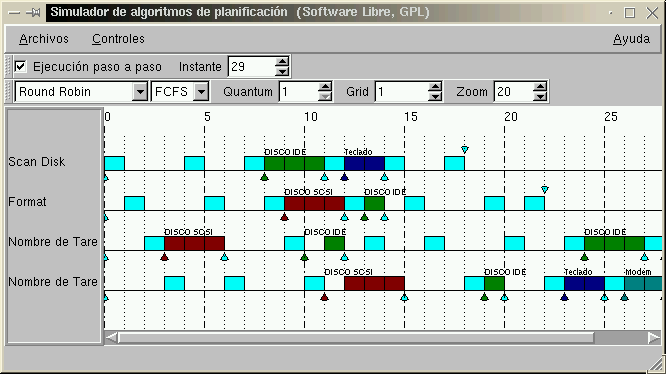 Simulador de algoritmos de planificación (Software Libre, GPL)
Archivos Controles Ayuda
Ejecución paso a paso Instante 29
Round Robin FCFS Quantum 1 Grid 1 Zoom 20
0 5 10 15 20 25
DISCO IDE Teclado
Scan Disk
DISCO SCSI DISCO IDE
Format
DISCO SCSI DISCO IDE DISCO IDE
Nombre de Tare
DISCO SCSI DISCO IDE Teclado Modem
Nombre de Tare